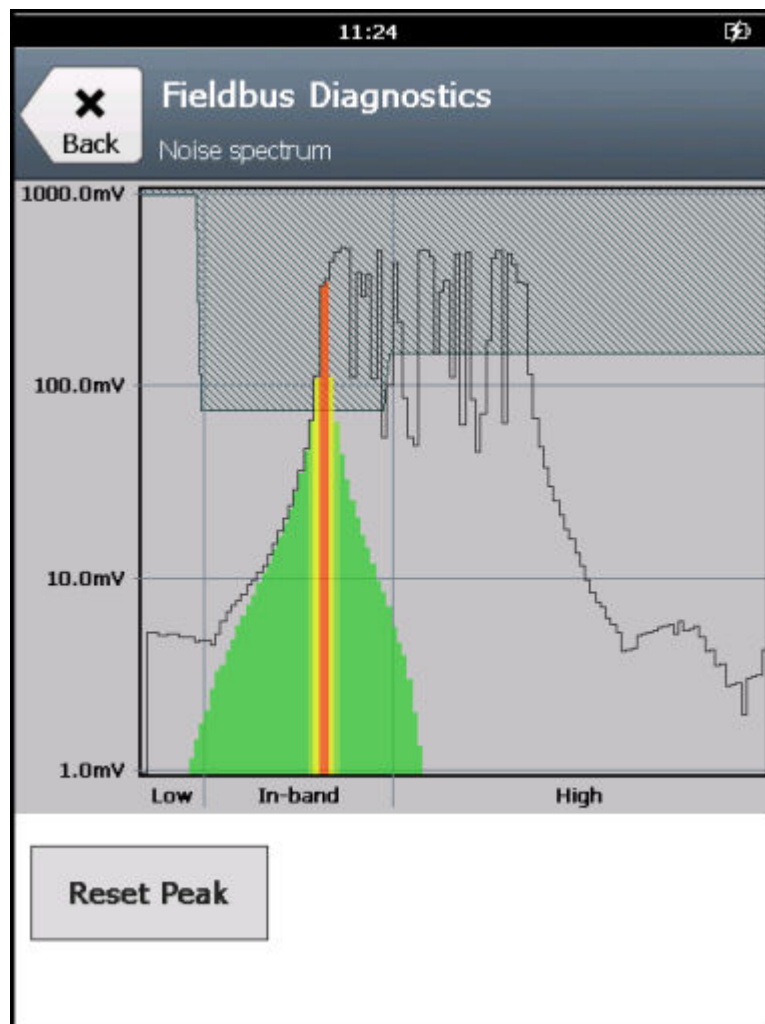 11:24
Back
Fieldbus Diagnostics
Noise spectrum
1000.0mV
100.0mV
10.0mV
1.0mV
Low In-band High
Reset Peak